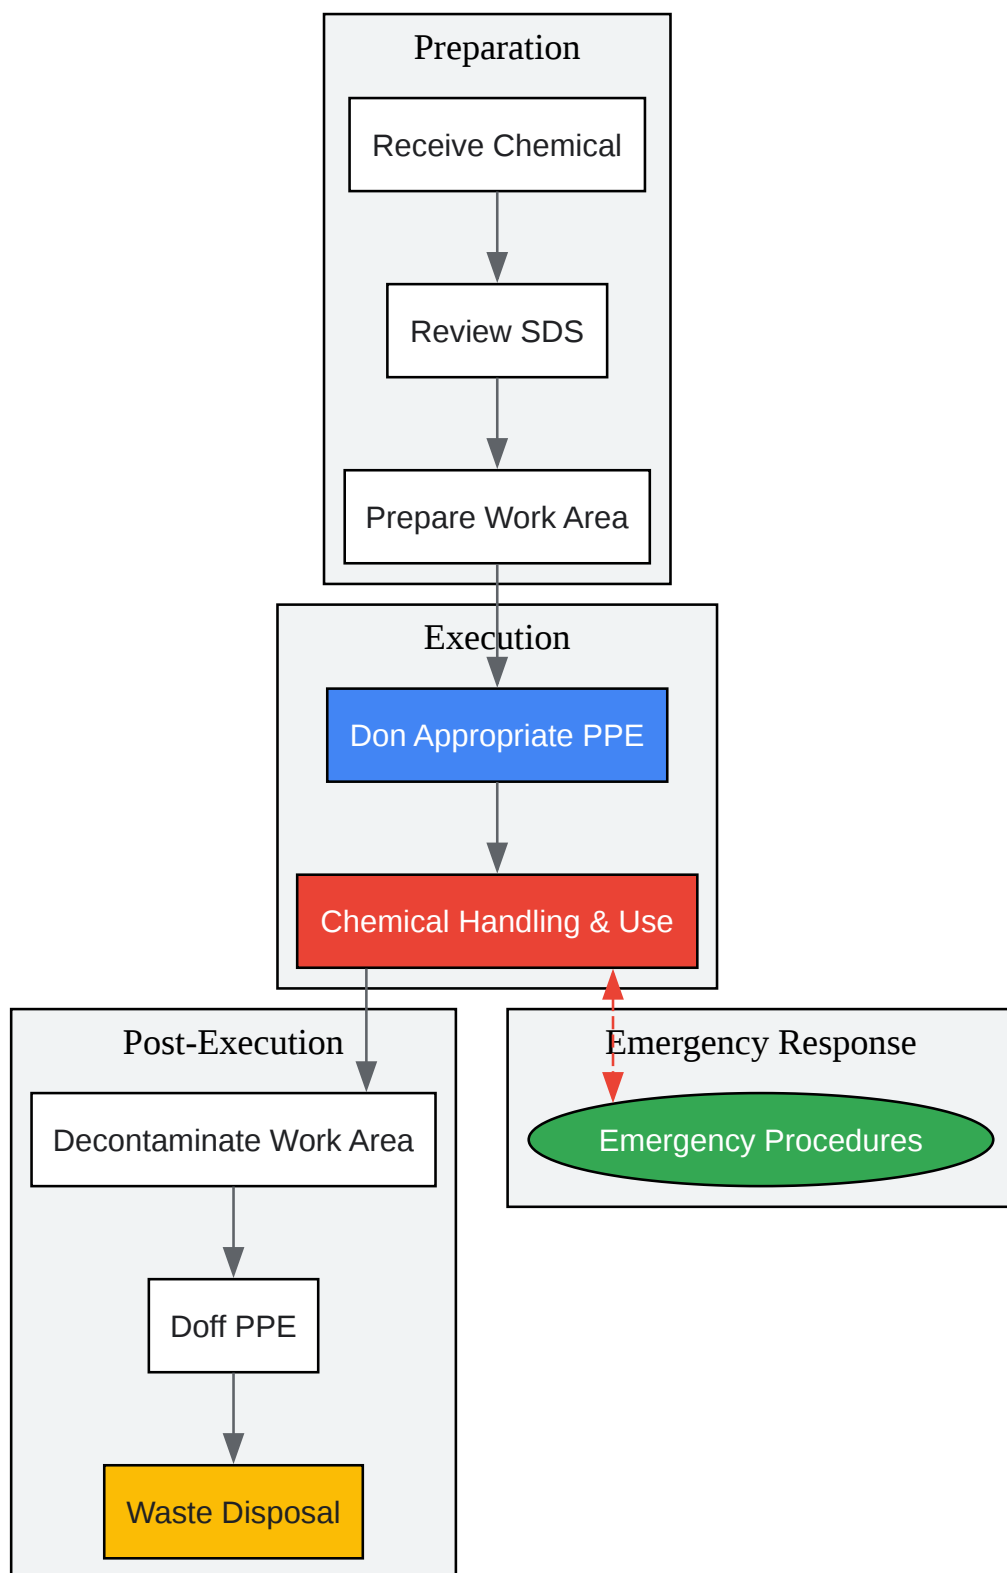 Preparation
Receive Chemical
Review SDS
Prepare Work Area
Execution
Don Appropriate PPE
Chemical Handling & Use
Post-Execution
Decontaminate Work Area
Doff PPE
Waste Disposal
Emergency Response
Emergency Procedures